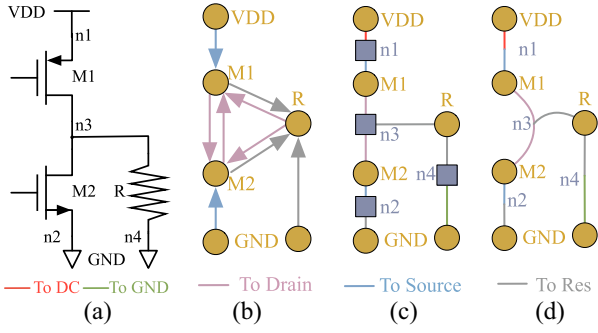 VDD
n1
M1
n3
M2
R
n2
n4
GND
VDD
M1
R
M2
GND
VDD
n1
M1
R
n3
M2
n4
n2
GND
VDD
n1
M1
R
n3
M2
n4
n2
GND
To DC
To GND
To Drain
To Source
To Res
(a)
(b)
(c)
(d)